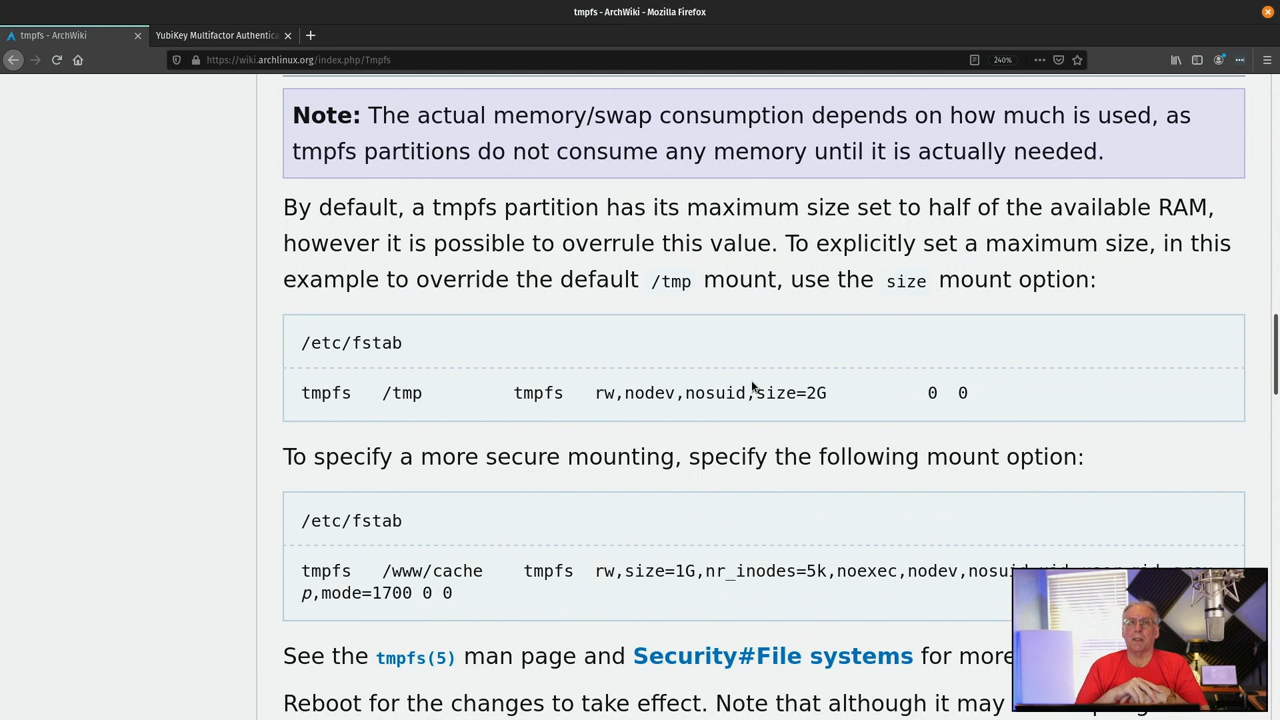 tmpfs - ArchWiki - Mozilla Firefox
tmpfs - ArchWiki
YubiKey Multifactor Authentica
https://wiki.archlinux.org/index.php/Tmpfs
240%
Note: The actual memory/swap consumption depends on how much is used, as
tmpfs partitions do not consume any memory until it is actually needed.
By default, a tmpfs partition has its maximum size set to half of the available RAM,
however it is possible to overrule this value. To explicitly set a maximum size, in this
example to override the default /tmp mount, use the size mount option:
/etc/fstab
tmpfs /tmp tmpfs rw,nodev,nosuid,size=2G 0 0
To specify a more secure mounting, specify the following mount option:
/etc/fstab
tmpfs /www/cache tmpfs rw,size=1G,nr_inodes=5k,noexec,nodev,nosuid
p,mode=1700 0 0
See the tmpfs(5) man page and Security#File systems for more
Reboot for the changes to take effect. Note that although it may